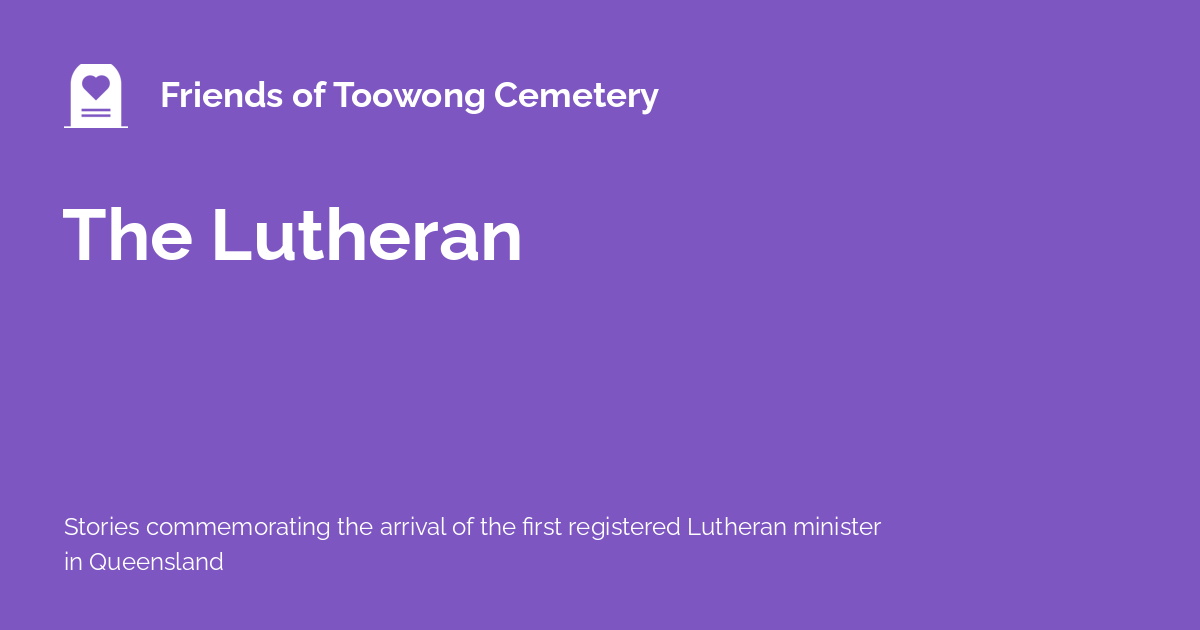 Friends of Toowong Cemetery
The Lutheran
Stories commemorating the arrival of the first registered Lutheran minister
in Queensland